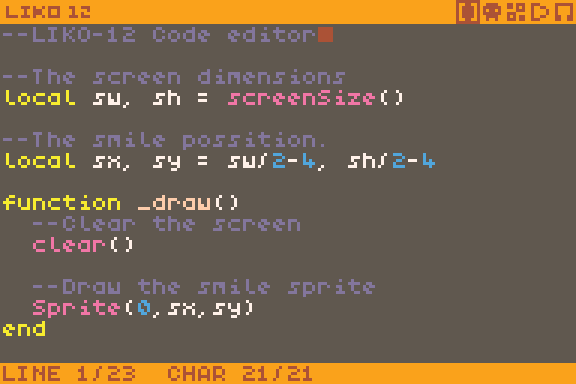 LIKO12
--LIKO-12 Code editor

--The screen dimensions
local sw, sh = screenSize()

--The smile possition.
local sx, sy = sw/2-4, sh/2-4

function _draw()
  --Clear the screen
  clear()

  --Draw the smile sprite
  Sprite(0,sx,sy)
end
LINE 1/23  CHAR 21/21